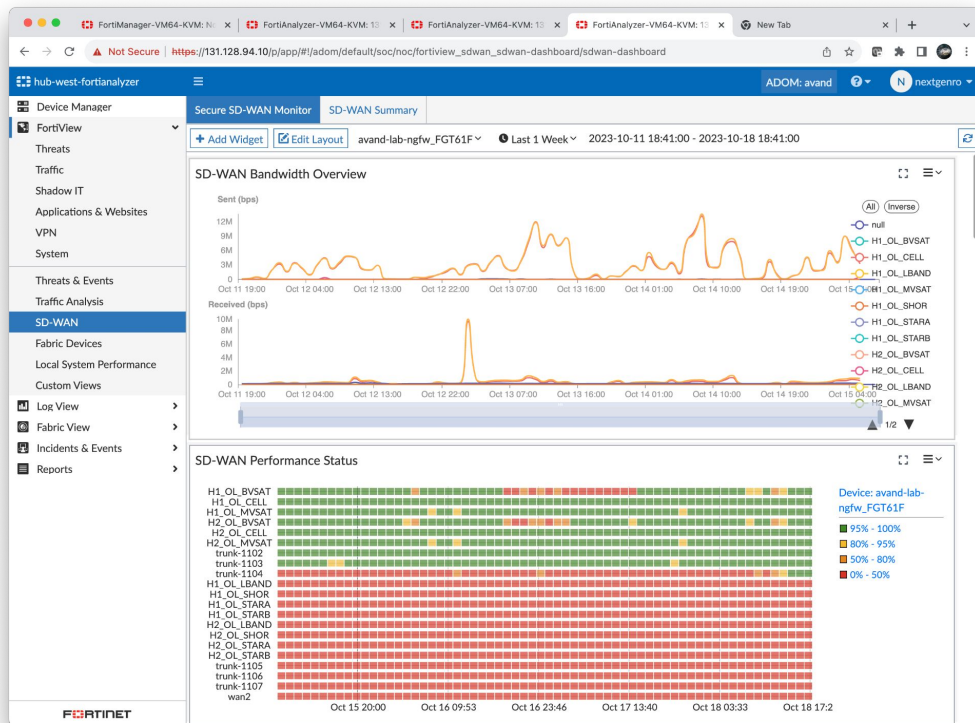 FortiManager-VM64-KVM: Ne
FortiAnalyzer-VM64-KVM: 13
FortiAnalyzer-VM64-KVM: 13
FortiAnalyzer-VM64-KVM: 13
New Tab
Not Secure | https://131.128.94.10/p/app/#!/adom/default/soc/noc/fortiview_sdwan_sdwan-dashboard/sdwan-dashboard
hub-west-fortianalyzer
ADOM: avand
N nextgenro
Device Manager
FortiView
Threats
Traffic
Shadow IT
Applications & Websites
VPN
System
Threats & Events
Traffic Analysis
SD-WAN
Fabric Devices
Local System Performance
Custom Views
Log View
Fabric View
Incidents & Events
Reports
FORTINET
Secure SD-WAN Monitor
SD-WAN Summary
+ Add Widget
Edit Layout
avand-lab-ngfw_FGT61F
Last 1 Week
2023-10-11 18:41:00 - 2023-10-18 18:41:00
SD-WAN Bandwidth Overview
Sent (bps)
12M
9M
6M
3M
0
Oct 11 19:00 Oct 12 04:00 Oct 12 13:00 Oct 12 22:00 Oct 13 07:00 Oct 13 16:00 Oct 14 01:00 Oct 14 10:00 Oct 14 19:00 Oct 15
Received (bps)
10M
8M
6M
4M
2M
0
Oct 11 19:00 Oct 12 04:00 Oct 12 13:00 Oct 12 22:00 Oct 13 07:00 Oct 13 16:00 Oct 14 01:00 Oct 14 10:00 Oct 14 19:00 Oct 15 04:00
All Inverse
null
H1_OL_BVSAT
H1_OL_CELL
H1_OL_LBAND
H1_OL_MVSAT
H1_OL_SHOR
H1_OL_STARA
H1_OL_STARB
H2_OL_BVSAT
H2_OL_CELL
H2_OL_LBAND
H2_OL_MVSAT
1/2
SD-WAN Performance Status
H1_OL_BVSAT
H1_OL_CELL
H1_OL_MVSAT
H2_OL_BVSAT
H2_OL_CELL
H2_OL_MVSAT
trunk-1102
trunk-1103
trunk-1104
H1_OL_LBAND
H1_OL_SHOR
H1_OL_STARA
H1_OL_STARB
H2_OL_LBAND
H2_OL_SHOR
H2_OL_STARA
H2_OL_STARB
trunk-1105
trunk-1106
trunk-1107
wan2
Oct 15 20:00 Oct 16 09:53 Oct 16 23:46 Oct 17 13:40 Oct 18 03:33 Oct 18 17:2
Device: avand-lab-
ngfw_FGT61F
95% - 100%
80% - 95%
50% - 80%
0% - 50%